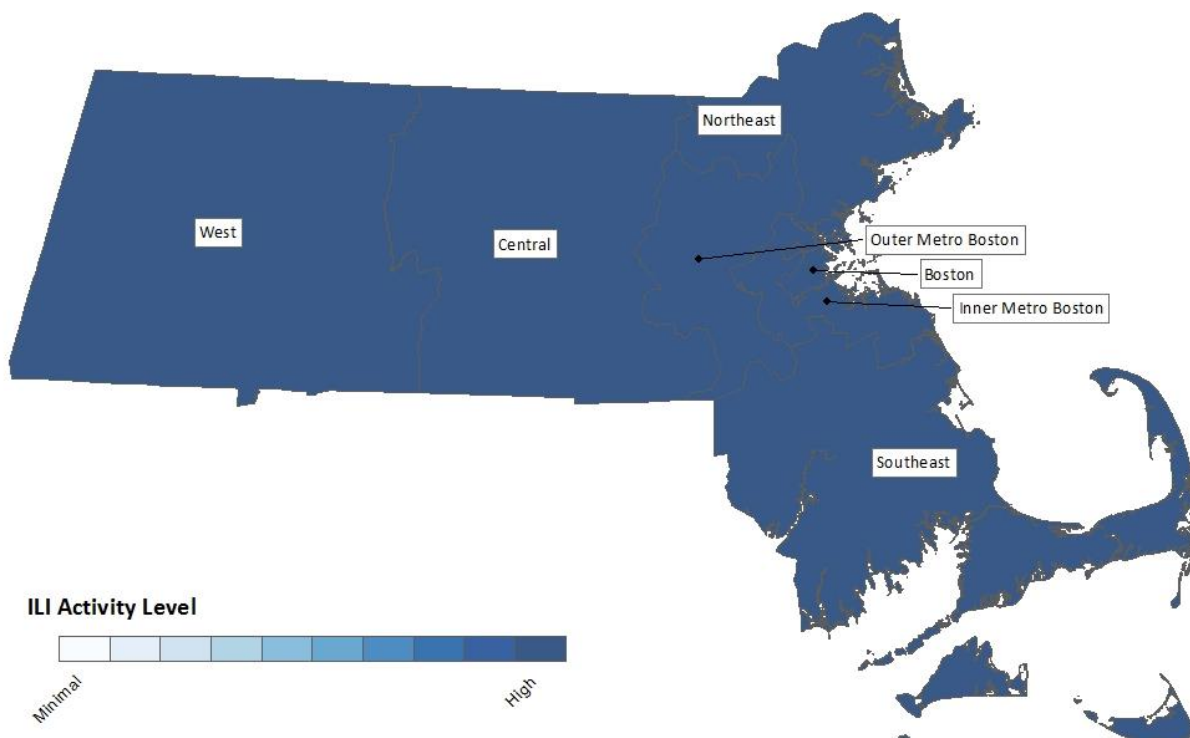 Northeast
West
Central
Outer Metro Boston
Boston
Inner Metro Boston
Southeast
ILI Activity Level
Minimal
High